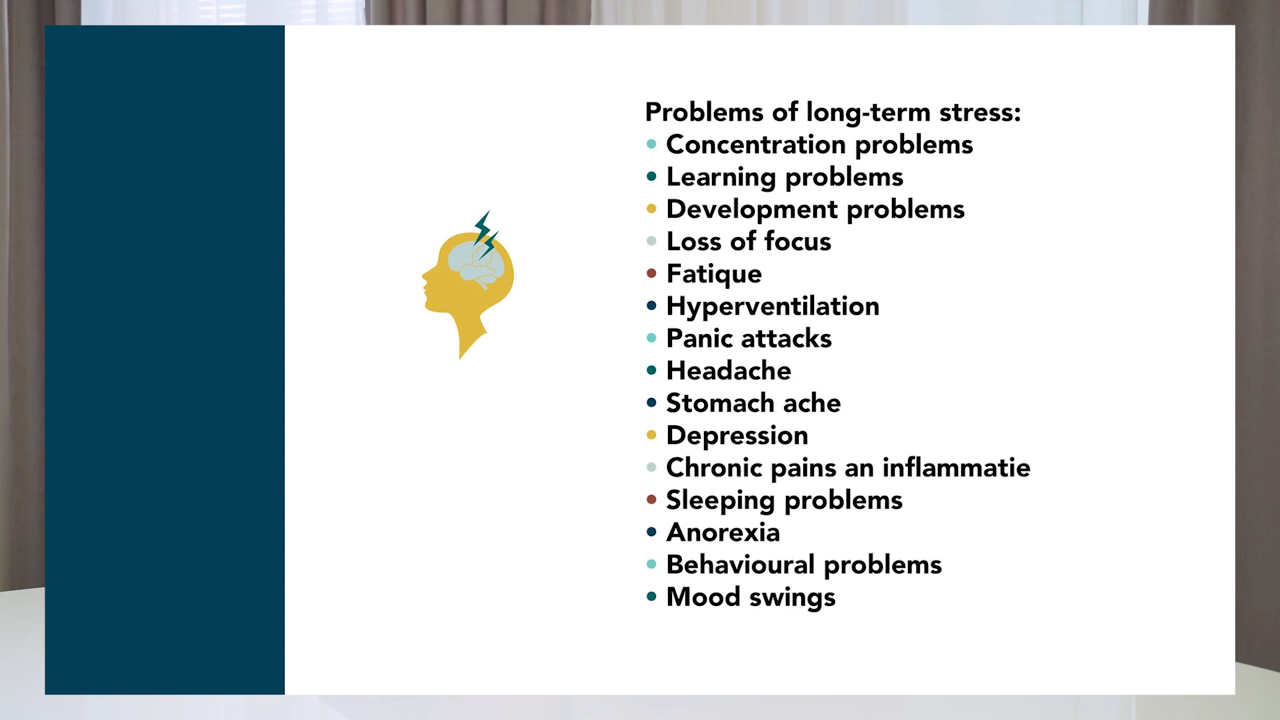 Problems of long-term stress:
• Concentration problems
• Learning problems
• Development problems
• Loss of focus
• Fatique
• Hyperventilation
• Panic attacks
• Headache
• Stomach ache
• Depression
• Chronic pains an inflammatie
• Sleeping problems
• Anorexia
• Behavioural problems
• Mood swings